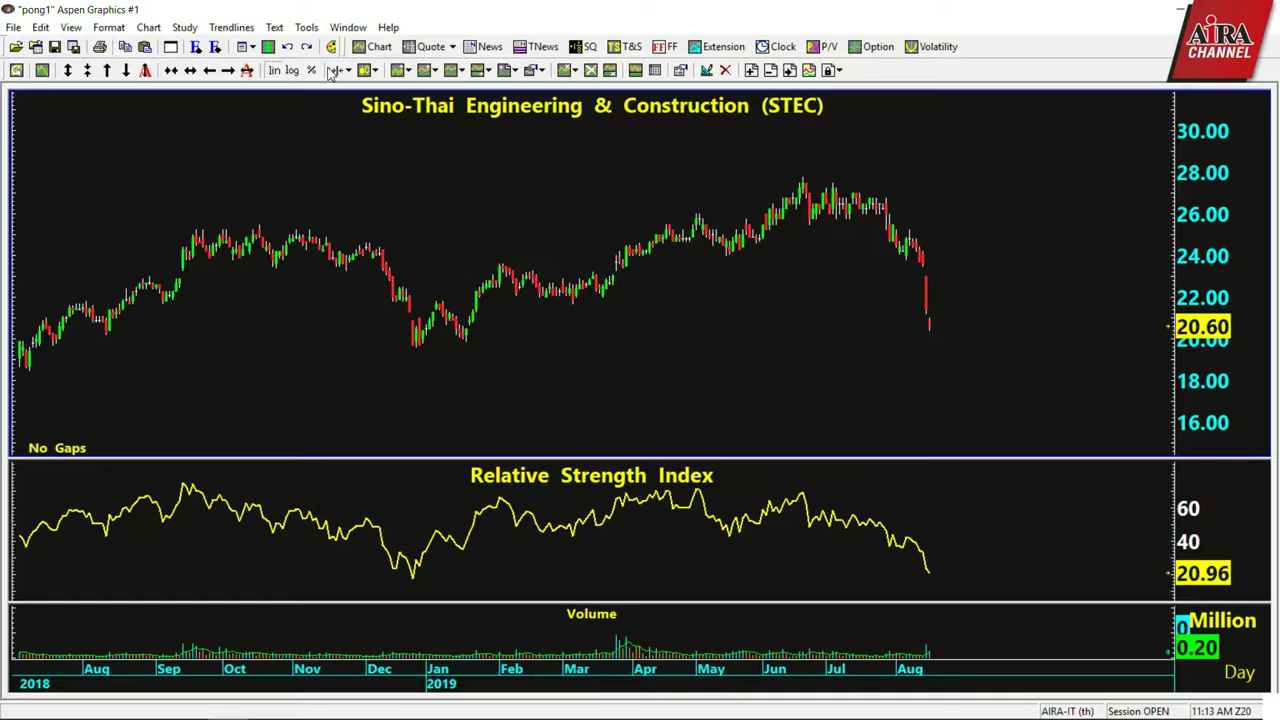 "pong1" Aspen Graphics #1
File Edit View Format Chart Study Trendlines Text Tools Window Help
Chart Quote News TNews SQ T&S FF Extension Clock P/V Option Volatility
lin log %
AiRA
CHANNEL
Sino-Thai Engineering & Construction (STEC)
30.00
28.00
26.00
24.00
22.00
20.60
20.00
18.00
16.00
No Gaps
Relative Strength Index
60
40
20.96
Volume
0 Million
0.20
Aug Sep Oct Nov Dec Jan Feb Mar Apr May Jun Jul Aug
Day
2018 2019
AIRA-IT (th) Session OPEN 11:13 AM Z20